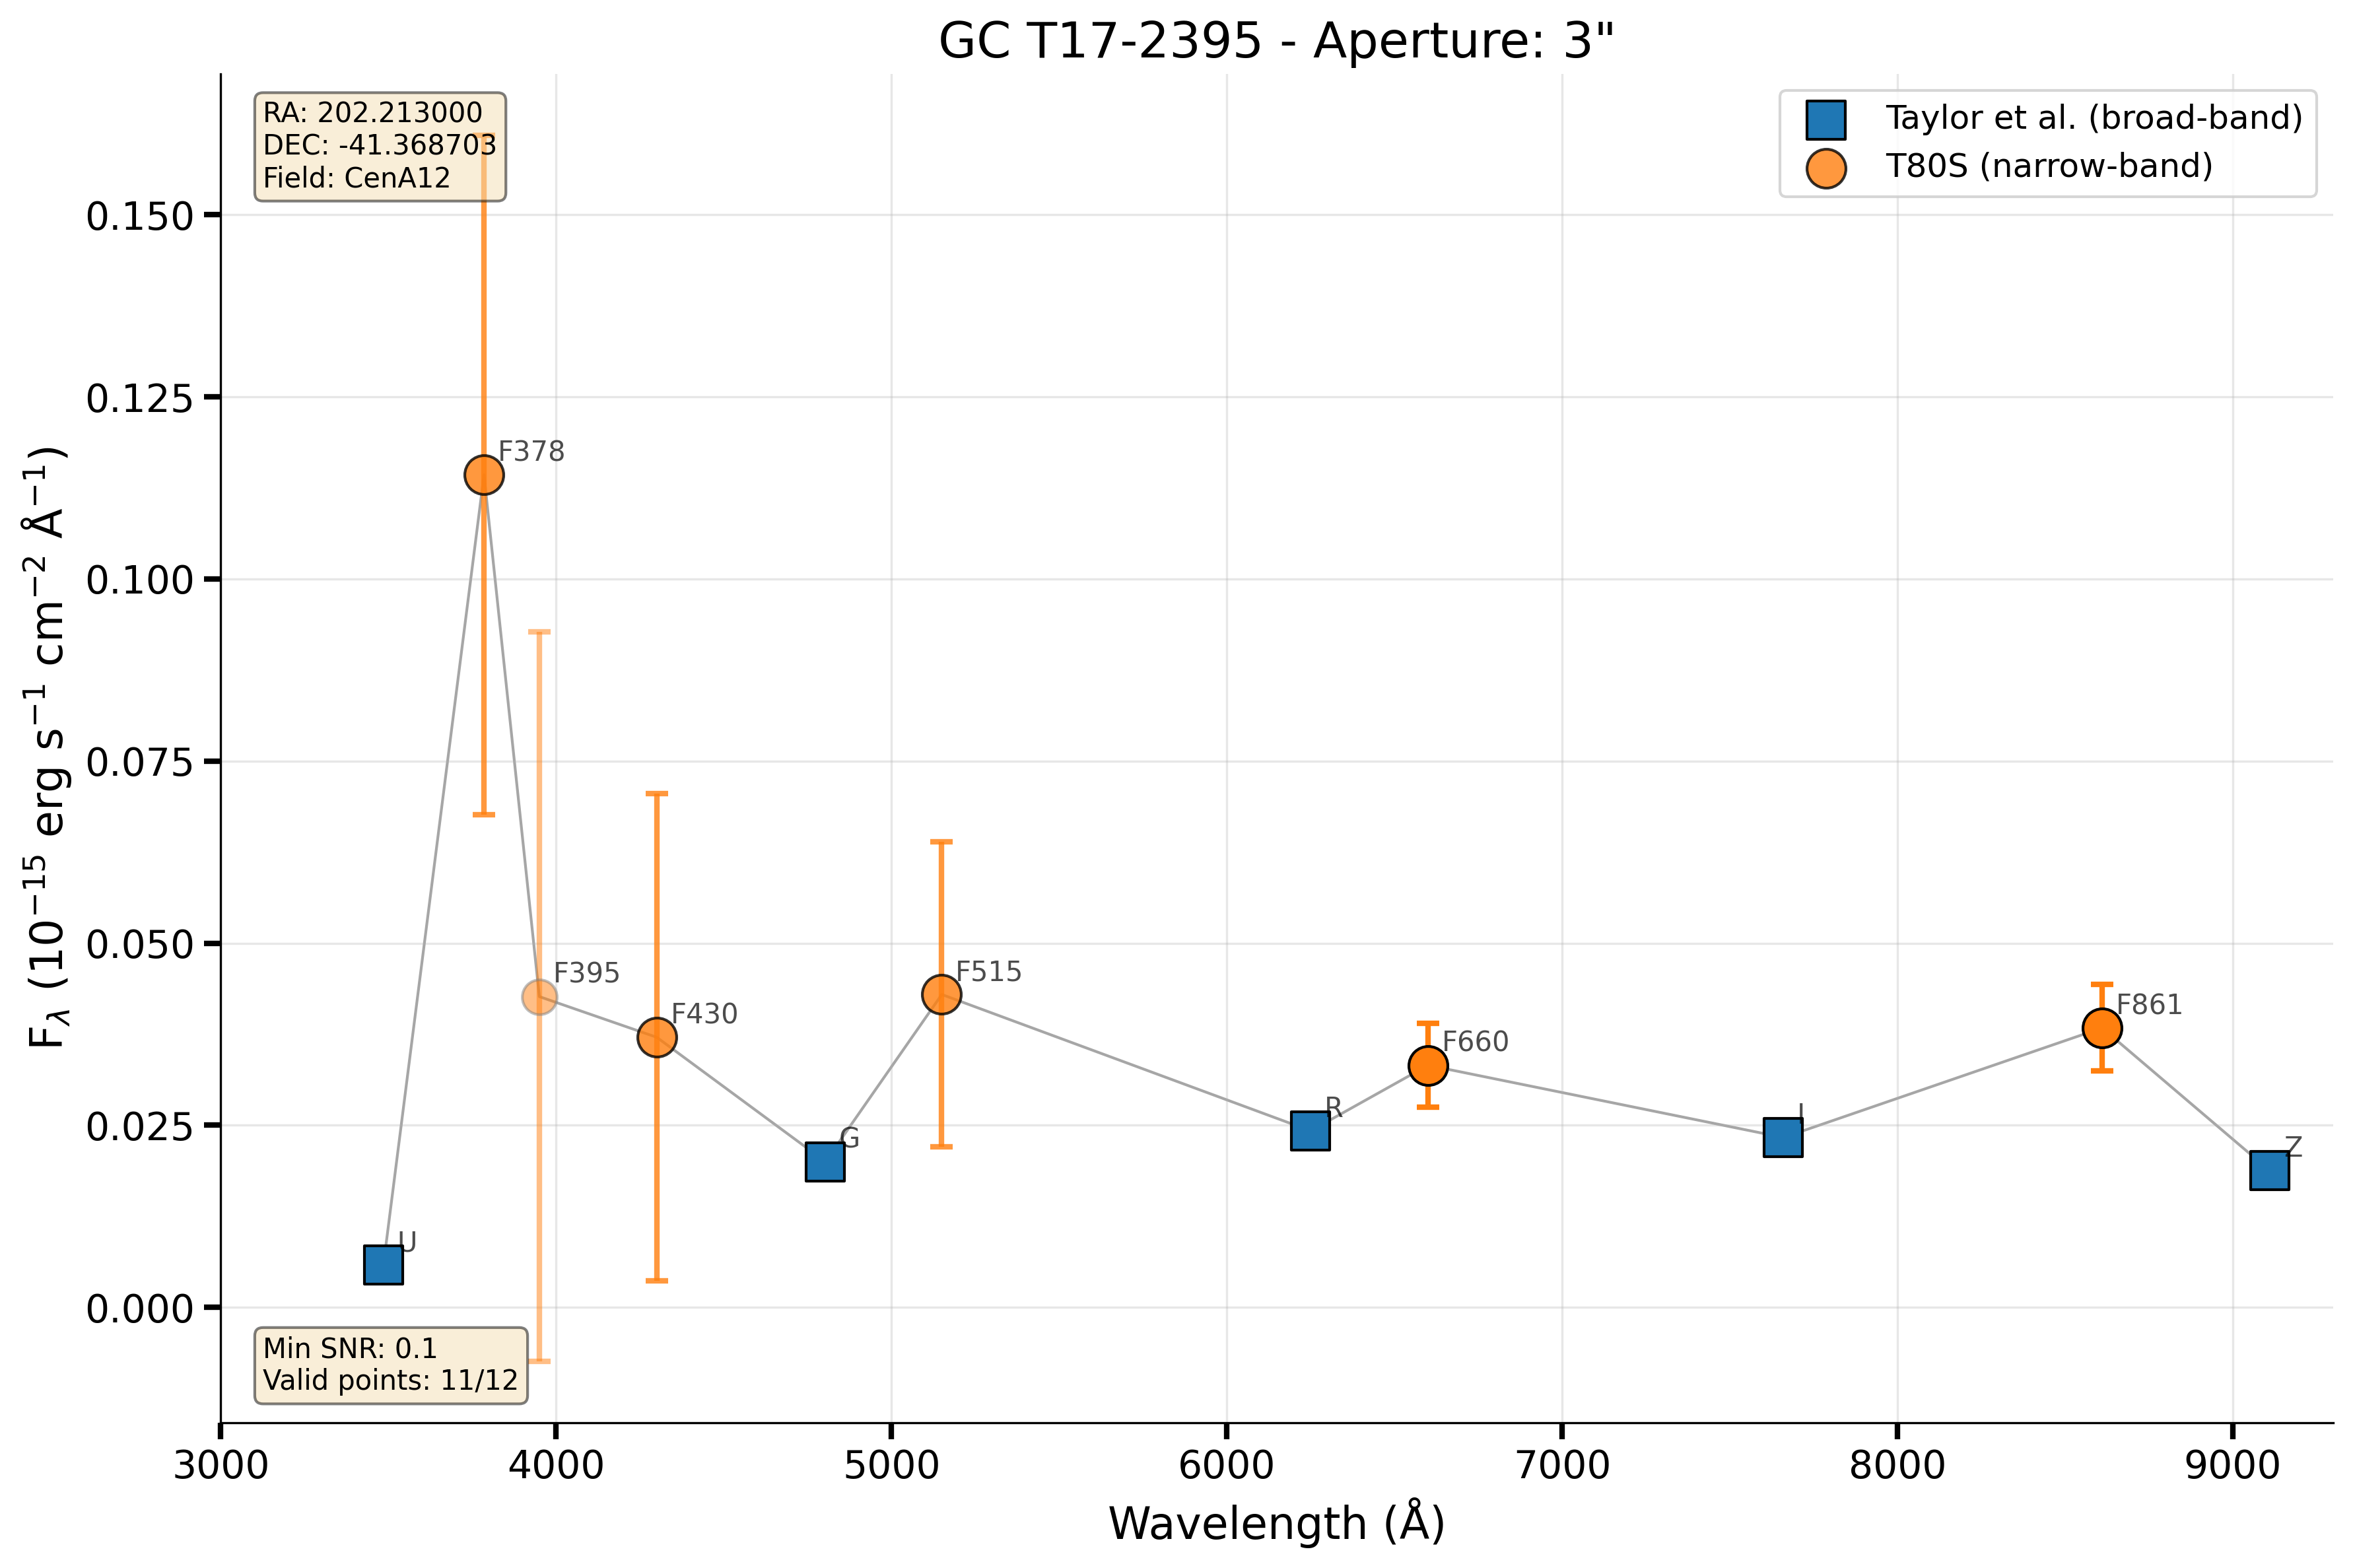 GC T17-2395 - Aperture: 3"
RA: 202.213000
DEC: -41.368703
Field: CenA12
Taylor et al. (broad-band)
T80S (narrow-band)
0.150
0.125
0.100
0.075
0.050
0.025
0.000
F_λ (10⁻¹⁵ erg s⁻¹ cm⁻² Å⁻¹)
F378
F395
F430
F515
F660
F861
U
G
R
I
Z
Min SNR: 0.1
Valid points: 11/12
3000 4000 5000 6000 7000 8000 9000
Wavelength (Å)